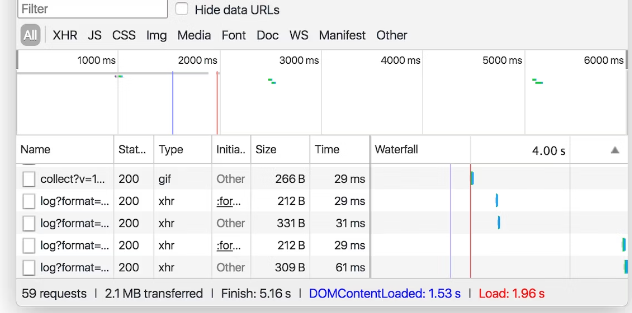 Filter
Hide data URLs
All XHR JS CSS Img Media Font Doc WS Manifest Other
1000 ms 2000 ms 3000 ms 4000 ms 5000 ms 6000 ms
Name Stat... Type Initia.. Size Time Waterfall 4.00 s
collect?v=1... 200 gif Other 266 B 29 ms
log?format=... 200 xhr :for... 212 B 29 ms
log?format=... 200 xhr Other 331 B 31 ms
log?format=... 200 xhr :for... 212 B 29 ms
log?format=... 200 xhr Other 309 B 61 ms
59 requests | 2.1 MB transferred | Finish: 5.16 s | DOMContentLoaded: 1.53 s | Load: 1.96 s